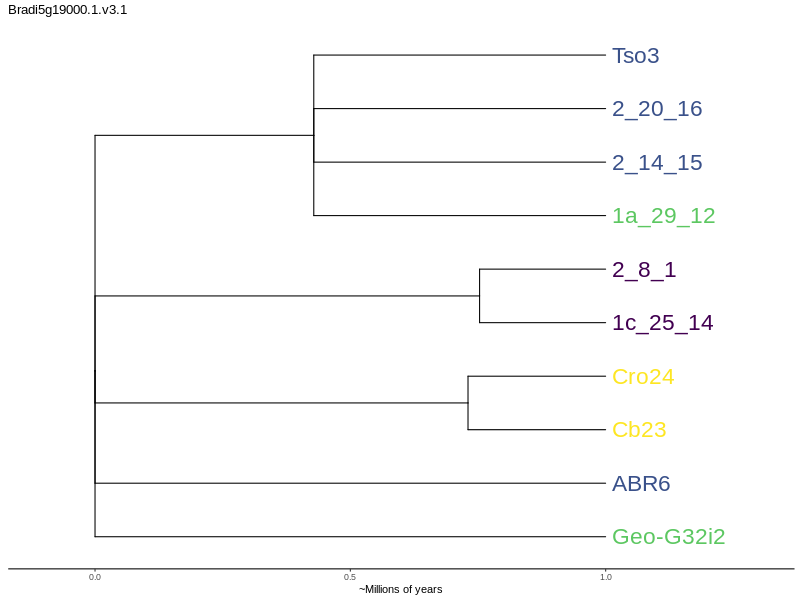 Bradi5g19000.1.v3.1
Tso3
2_20_16
2_14_15
1a_29_12
2_8_1
1c_25_14
Cro24
Cb23
ABR6
Geo-G32i2
0.0 0.5 1.0
~Millions of years